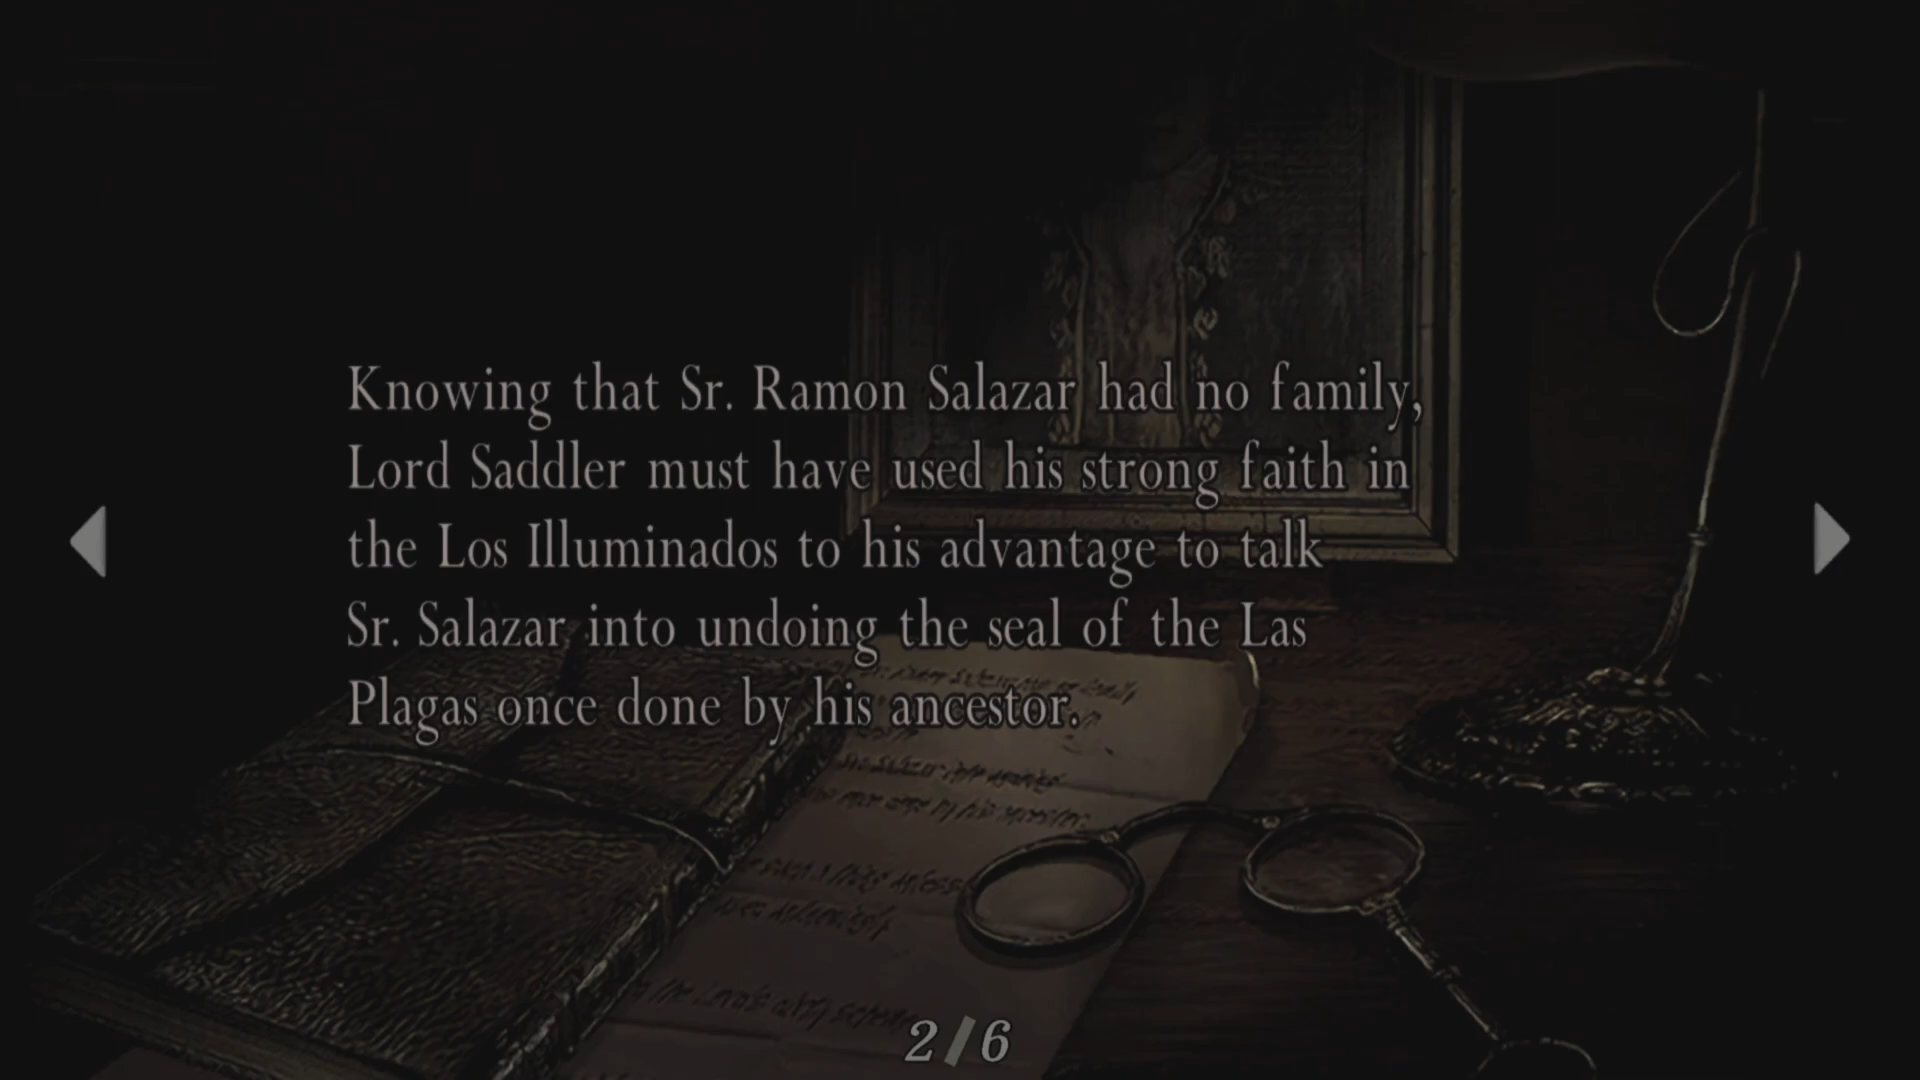 Knowing that Sr. Ramon Salazar had no family,
Lord Saddler must have used his strong faith in
the Los Illuminados to his advantage to talk
Sr. Salazar into undoing the seal of the Las
Plagas once done by his ancestor.
2/6